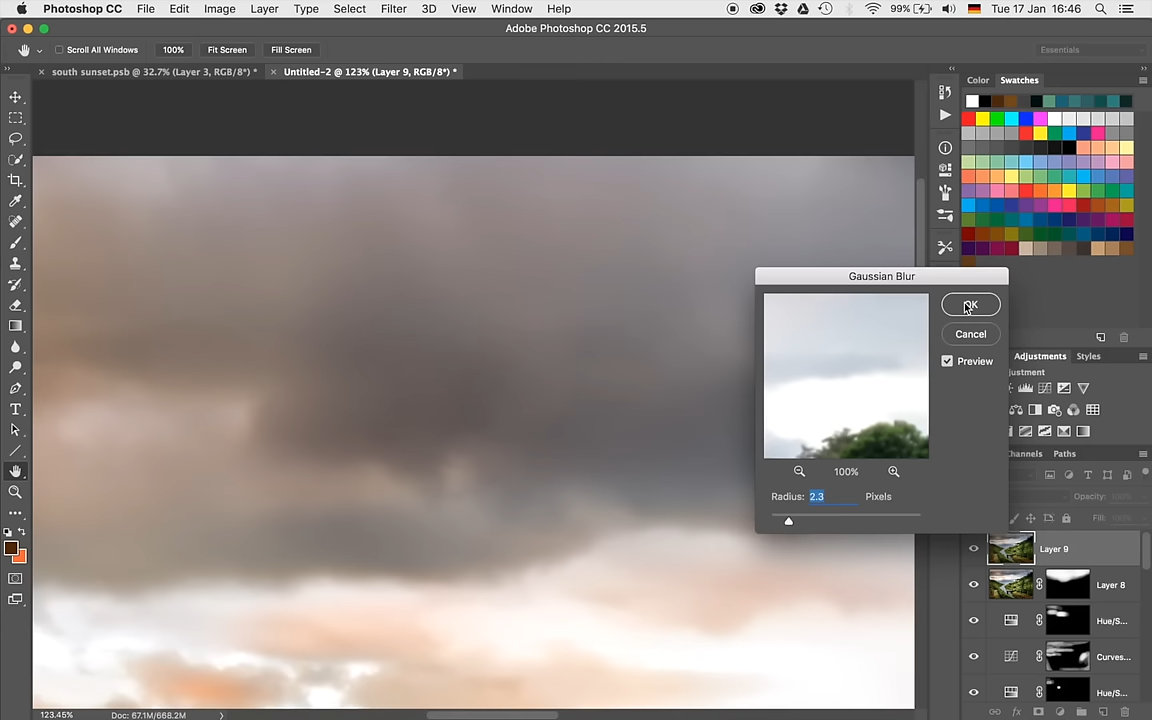 Photoshop CC File Edit Image Layer Type Select Filter 3D View Window Help 99% Tue 17 Jan 16:46
Adobe Photoshop CC 2015.5
Scroll All Windows 100% Fit Screen Fill Screen Essentials
south sunset.psb @ 32.7% (Layer 3, RGB/8*) * Untitled-2 @ 123% (Layer 9, RGB/8*) *
Color Swatches
Gaussian Blur
OK
Cancel
Preview
100%
Radius: 2.3 Pixels
Adjustments Styles
djustment
Channels Paths
Opacity:
Fill:
Layer 9
Layer 8
Hue/S...
Curves...
Hue/S...
123.45% Doc: 67.1M/668.2M